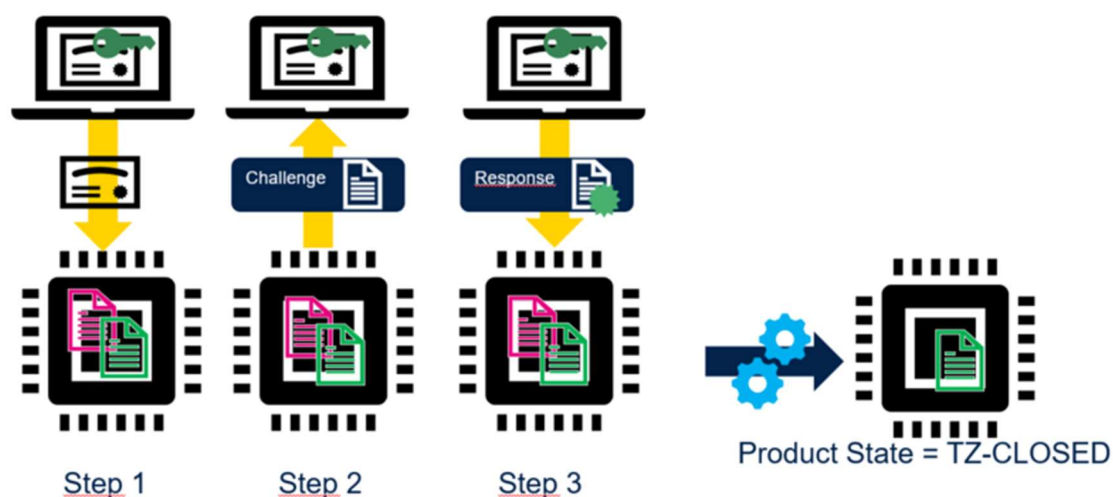 Challenge
Response
Product State = TZ-CLOSED
Step 1
Step 2
Step 3